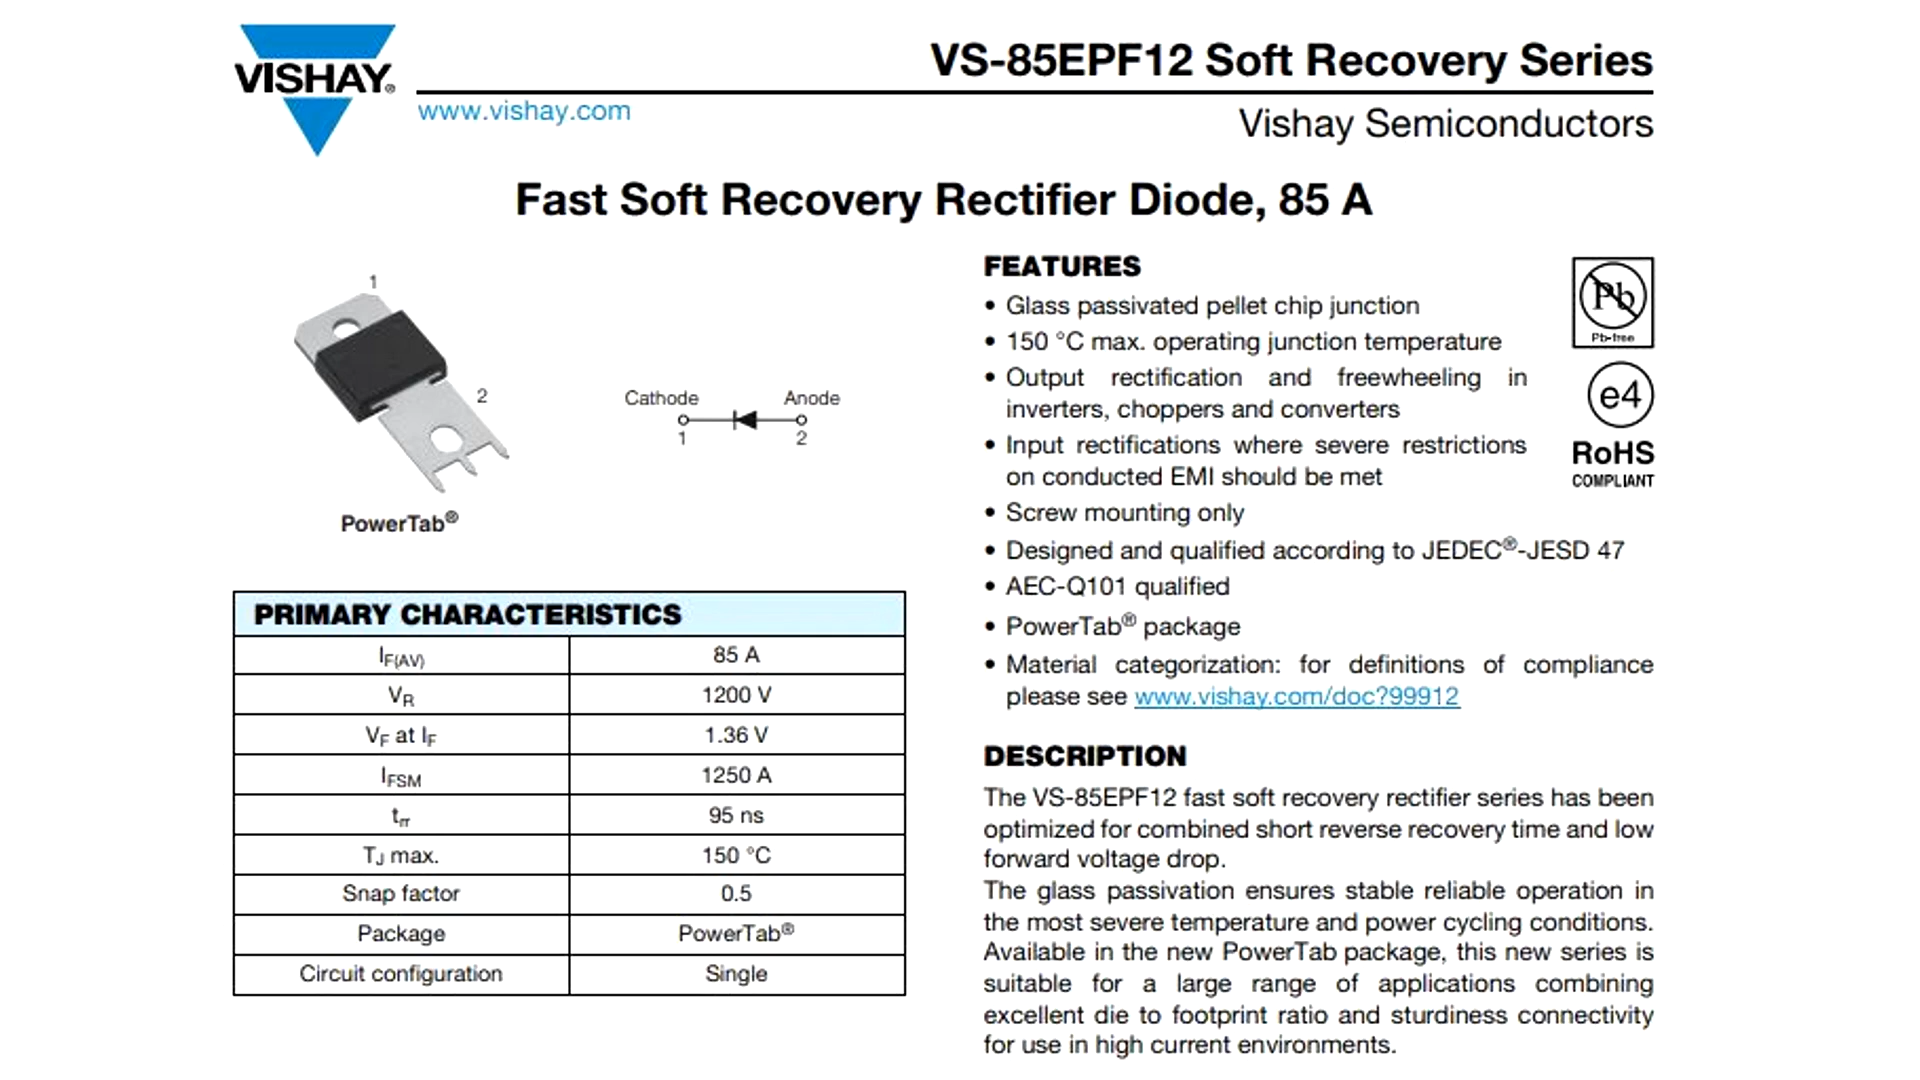 VISHAY®
www.vishay.com
VS-85EPF12 Soft Recovery Series
Vishay Semiconductors
Fast Soft Recovery Rectifier Diode, 85 A
1
2
PowerTab®
Cathode Anode
1 2
PRIMARY CHARACTERISTICS
IF(AV) 85 A
VR 1200 V
VF at IF 1.36 V
IFSM 1250 A
trr 95 ns
TJ max. 150 °C
Snap factor 0.5
Package PowerTab®
Circuit configuration Single
FEATURES
• Glass passivated pellet chip junction
• 150 °C max. operating junction temperature
• Output rectification and freewheeling in
inverters, choppers and converters
• Input rectifications where severe restrictions
on conducted EMI should be met
• Screw mounting only
• Designed and qualified according to JEDEC®-JESD 47
• AEC-Q101 qualified
• PowerTab® package
• Material categorization: for definitions of compliance
please see www.vishay.com/doc?99912
Pb
Pb-free
e4
RoHS
COMPLIANT
DESCRIPTION
The VS-85EPF12 fast soft recovery rectifier series has been
optimized for combined short reverse recovery time and low
forward voltage drop.
The glass passivation ensures stable reliable operation in
the most severe temperature and power cycling conditions.
Available in the new PowerTab package, this new series is
suitable for a large range of applications combining
excellent die to footprint ratio and sturdiness connectivity
for use in high current environments.